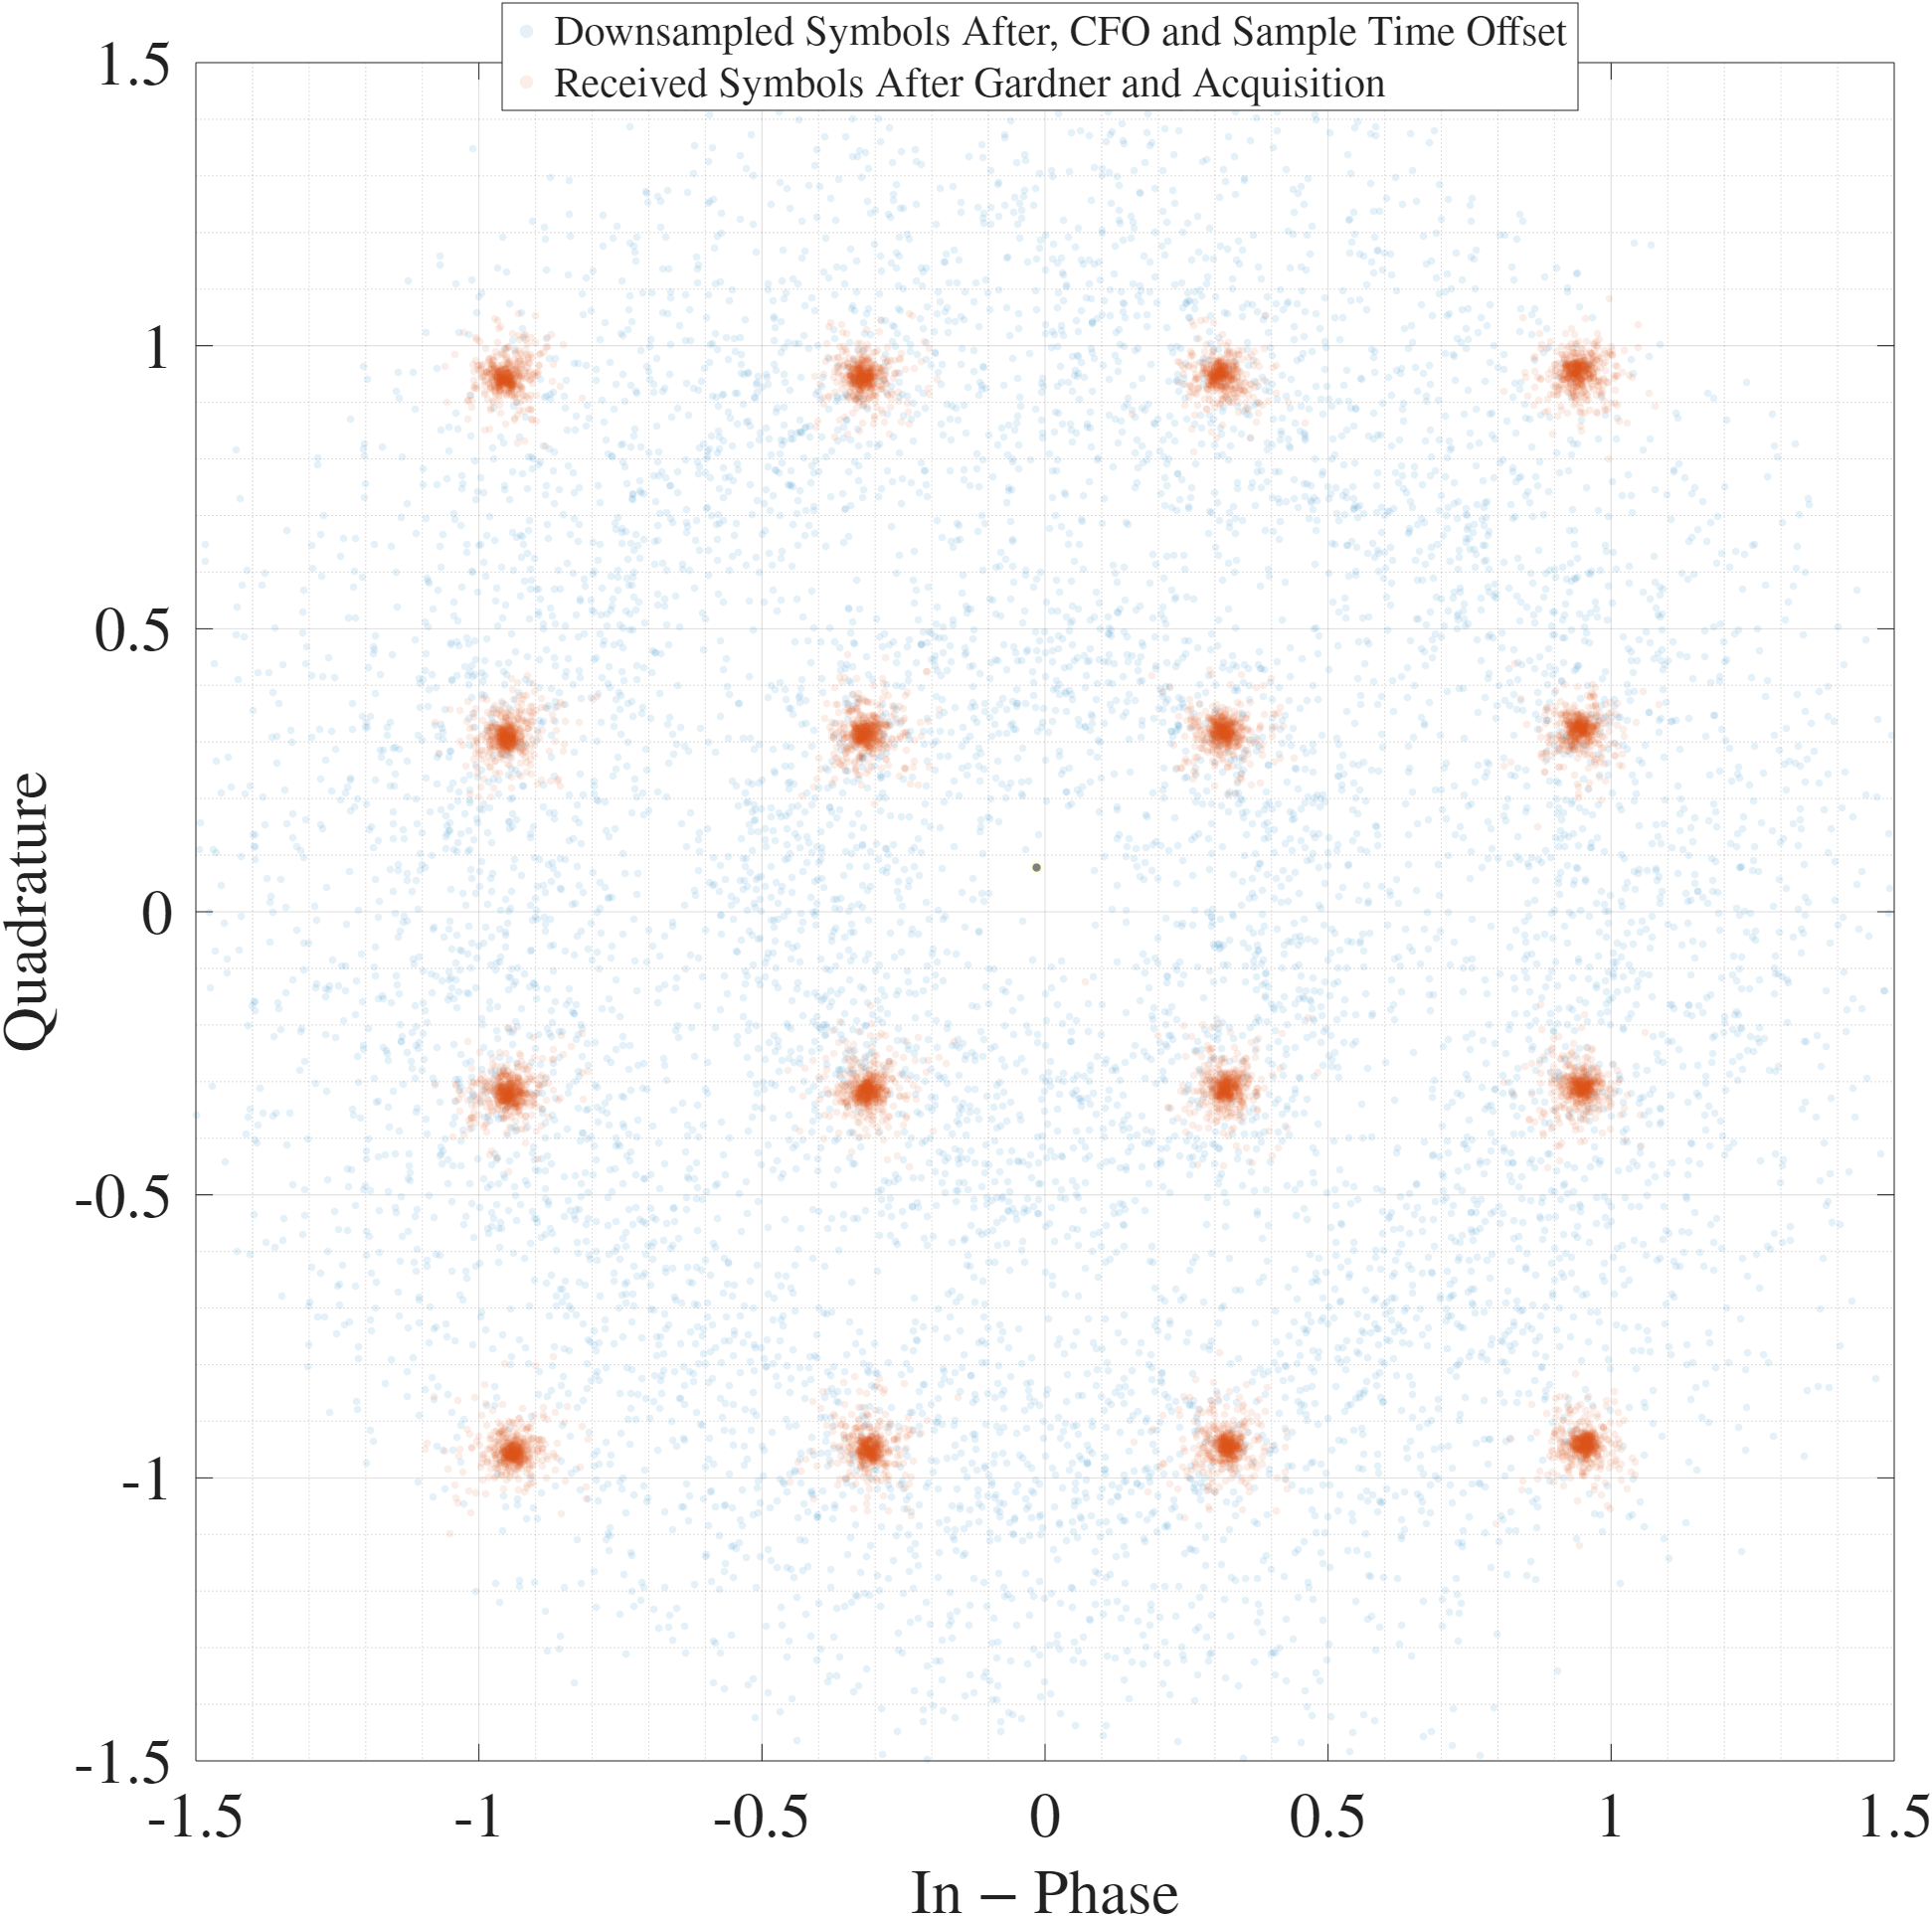 Downsampled Symbols After, CFO and Sample Time Offset
Received Symbols After Gardner and Acquisition
1.5
1
0.5
0
-0.5
-1
-1.5
Quadrature
-1.5 -1 -0.5 0 0.5 1 1.5
In − Phase